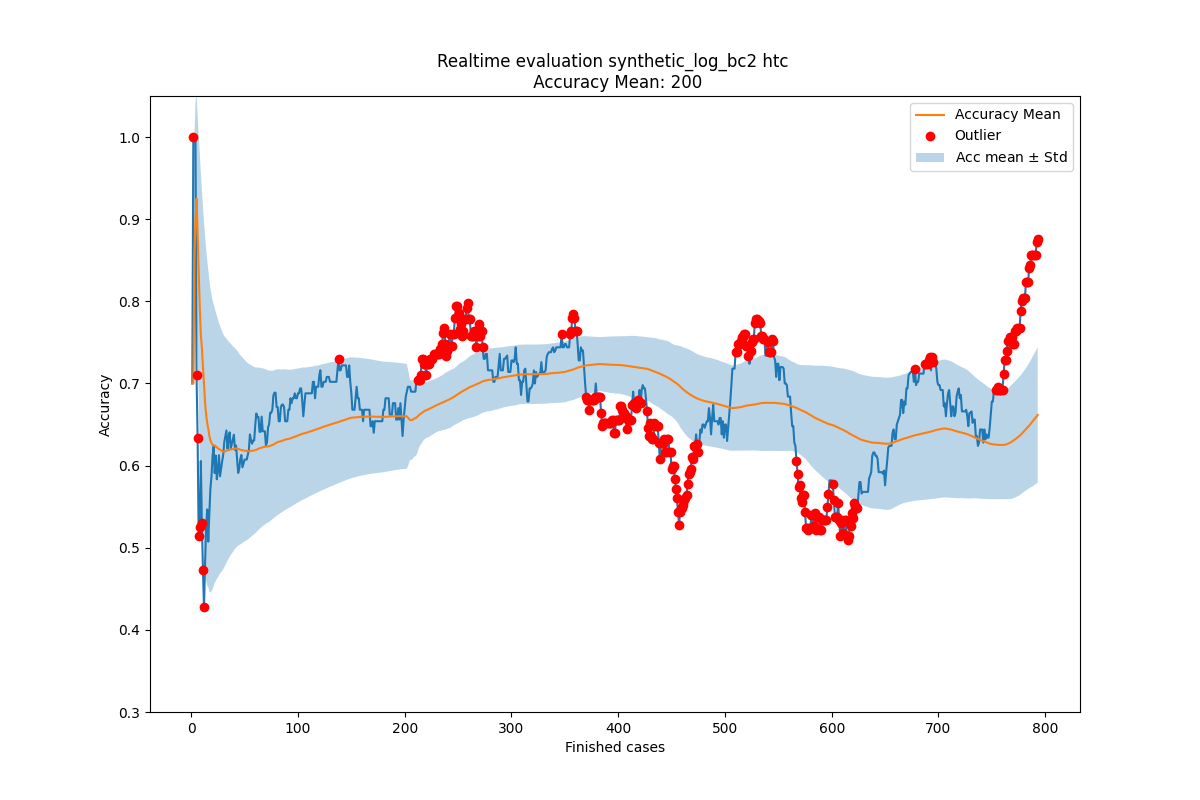 Realtime evaluation synthetic_log_bc2 htc
Accuracy Mean: 200
Accuracy Mean
Outlier
Acc mean ± Std
1.0
0.9
0.8
0.7
0.6
0.5
0.4
0.3
Accuracy
0
100
200
300
400
500
600
700
800
Finished cases